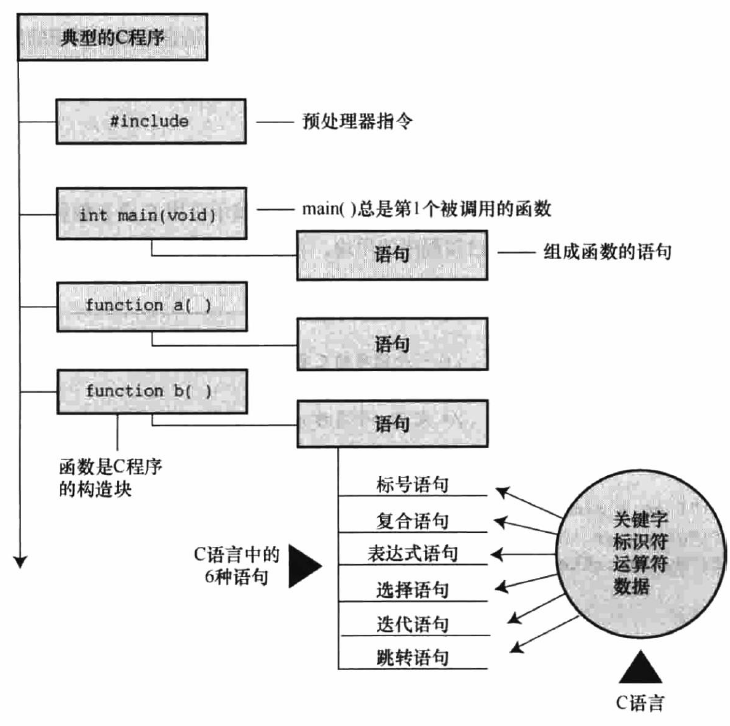 典型的C程序
#include
预处理器指令
int main(void)
main( )总是第1个被调用的函数
语句
组成函数的语句
function a( )
语句
function b( )
语句
函数是C程序
的构造块
标号语句
复合语句
表达式语句
选择语句
迭代语句
跳转语句
C语言中的
6种语句
关键字
标识符
运算符
数据
C语言